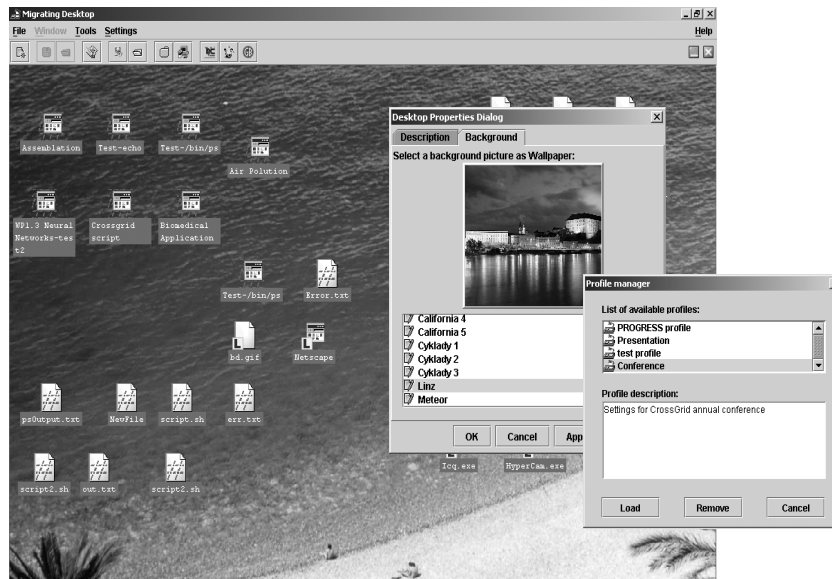 Migrating Desktop
File Window Tools Settings Help
Assemblation
Test-echo
Test-/bin/ps
Air Polution
WP1.3 Neural
Networks-tes
t2
Crossgrid
script
Biomedical
Application
Test-/bin/ps
Error.txt
bd.gif
Netscape
psOutput.txt
NewFile
script.sh
err.txt
script2.sh
out.txt
script2.sh
Icq.exe
HyperCam.exe
Desktop Properties Dialog
Description Background
Select a background picture as Wallpaper:
California 4
California 5
Cyklady 1
Cyklady 2
Cyklady 3
Linz
Meteor
OK Cancel App
Profile manager
List of available profiles:
PROGRESS profile
Presentation
test profile
Conference
Profile description:
Settings for CrossGrid annual conference
Load Remove Cancel